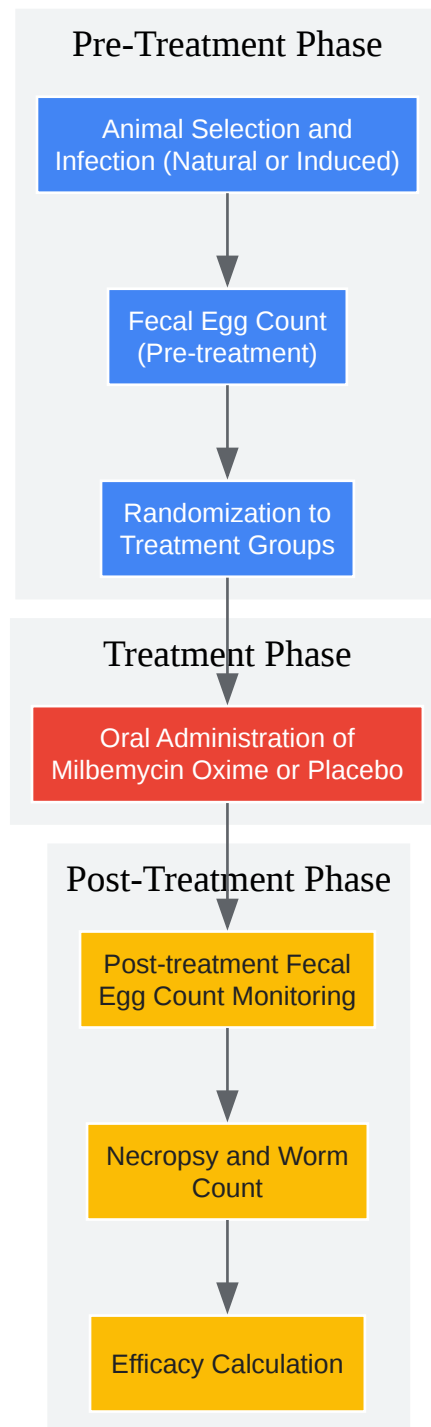 Pre-Treatment Phase
Animal Selection and
Infection (Natural or Induced)
Fecal Egg Count
(Pre-treatment)
Randomization to
Treatment Groups
Treatment Phase
Oral Administration of
Milbemycin Oxime or Placebo
Post-Treatment Phase
Post-treatment Fecal
Egg Count Monitoring
Necropsy and Worm
Count
Efficacy Calculation